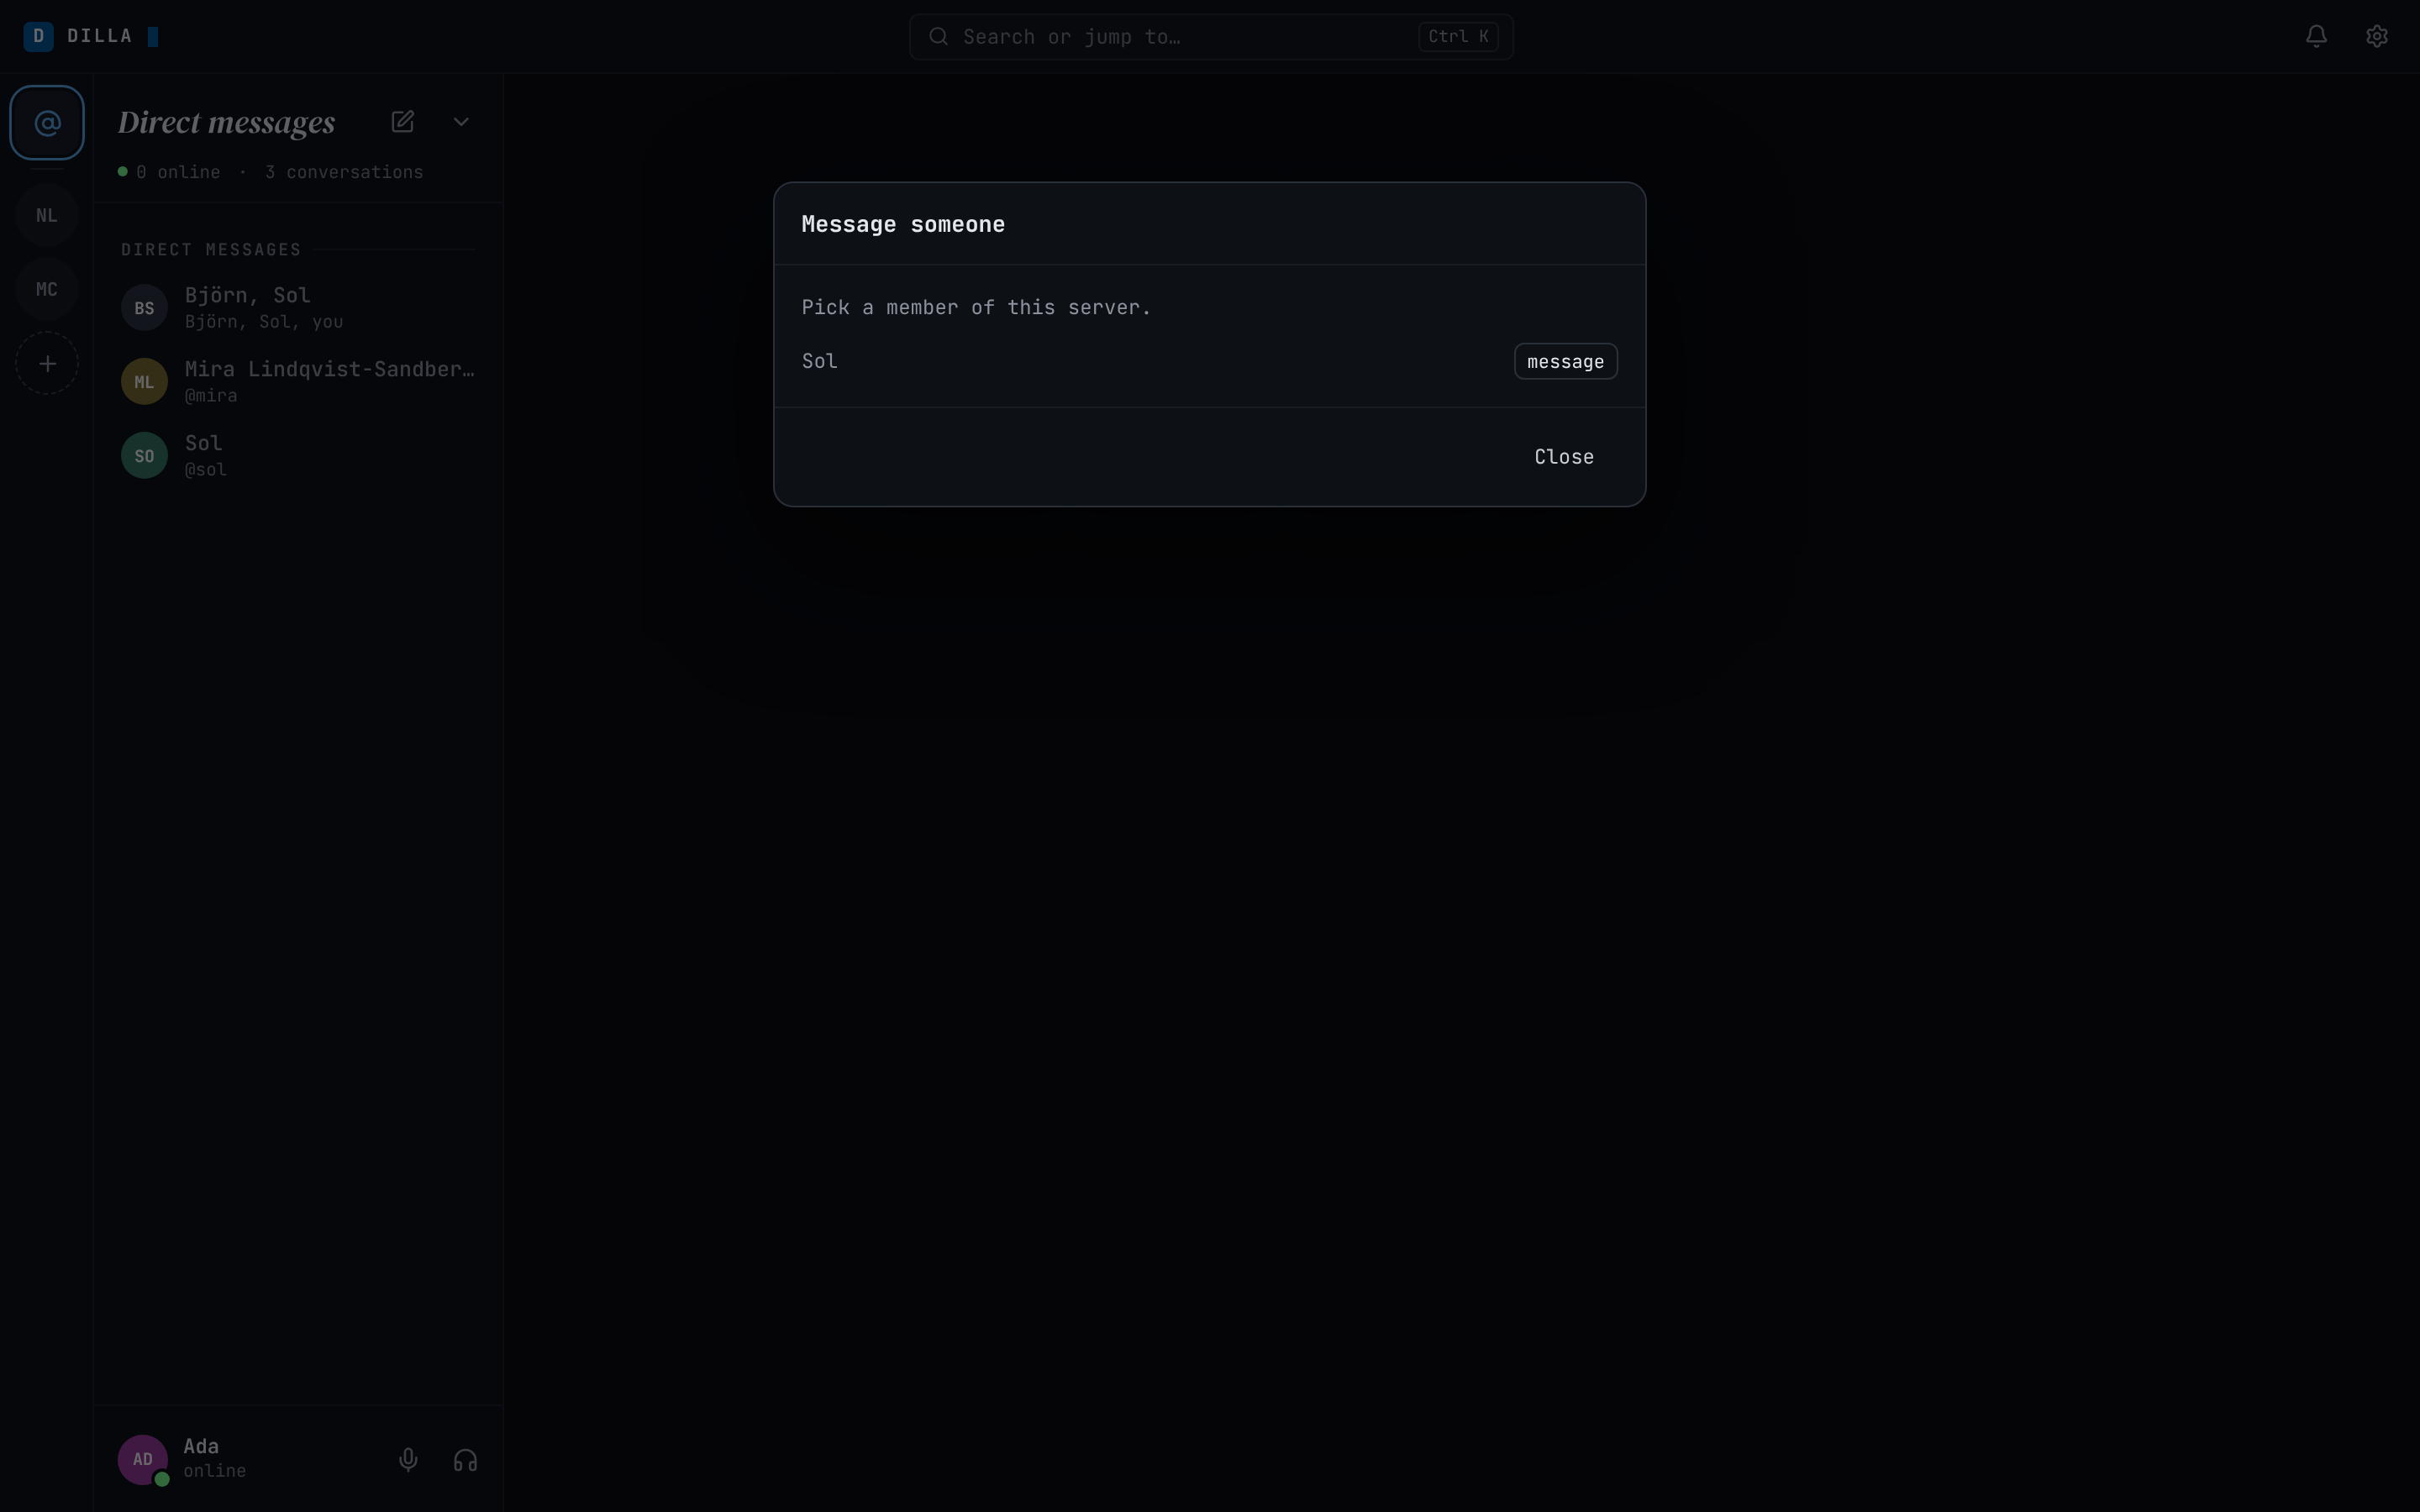 D DILLA
Search or jump to…
Ctrl K
Direct messages
0 online · 3 conversations
NL
MC
DIRECT MESSAGES
BS
Björn, Sol
Björn, Sol, you
ML
Mira Lindqvist-Sandber…
@mira
SO
Sol
@sol
Message someone
Pick a member of this server.
Sol
message
Close
AD
Ada
online